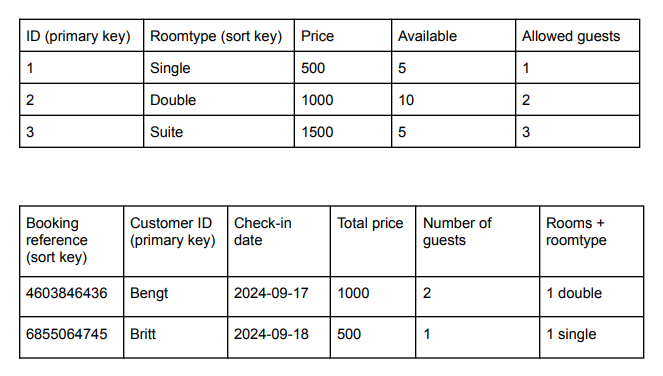 ID (primary key) Roomtype (sort key) Price Available Allowed guests
1 Single 500 5 1
2 Double 1000 10 2
3 Suite 1500 5 3
Booking reference (sort key) Customer ID (primary key) Check-in date Total price Number of guests Rooms + roomtype
4603846436 Bengt 2024-09-17 1000 2 1 double
6855064745 Britt 2024-09-18 500 1 1 single